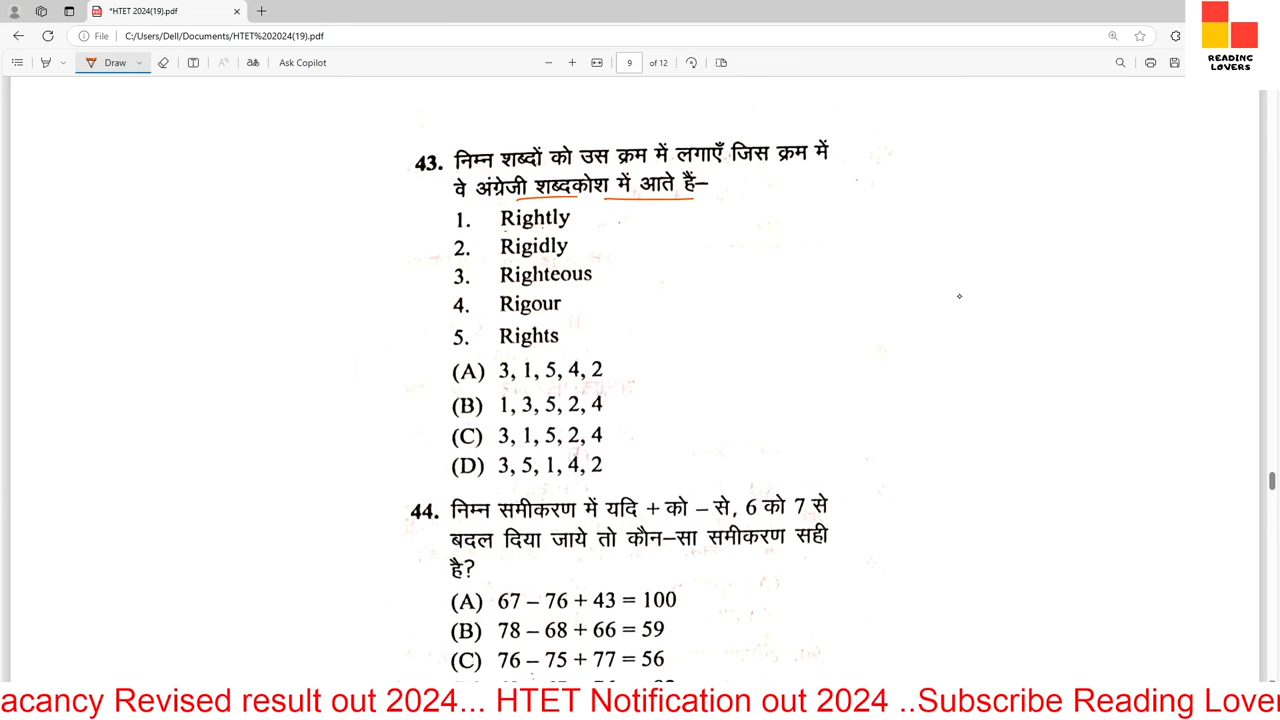 *HTET 2024(19).pdf
File C:/Users/Dell/Documents/HTET%202024(19).pdf
Draw Ask Copilot 9 of 12
READING
LOVERS
43. निम्न शब्दों को उस क्रम में लगाएँ जिस क्रम में
वे अंग्रेजी शब्दकोश में आते हैं–
1. Rightly
2. Rigidly
3. Righteous
4. Rigour
5. Rights
(A) 3, 1, 5, 4, 2
(B) 1, 3, 5, 2, 4
(C) 3, 1, 5, 2, 4
(D) 3, 5, 1, 4, 2
44. निम्न समीकरण में यदि + को – से, 6 को 7 से
बदल दिया जाये तो कौन–सा समीकरण सही
है?
(A) 67 – 76 + 43 = 100
(B) 78 – 68 + 66 = 59
(C) 76 – 75 + 77 = 56
acancy Revised result out 2024... HTET Notification out 2024 ..Subscribe Reading Lover